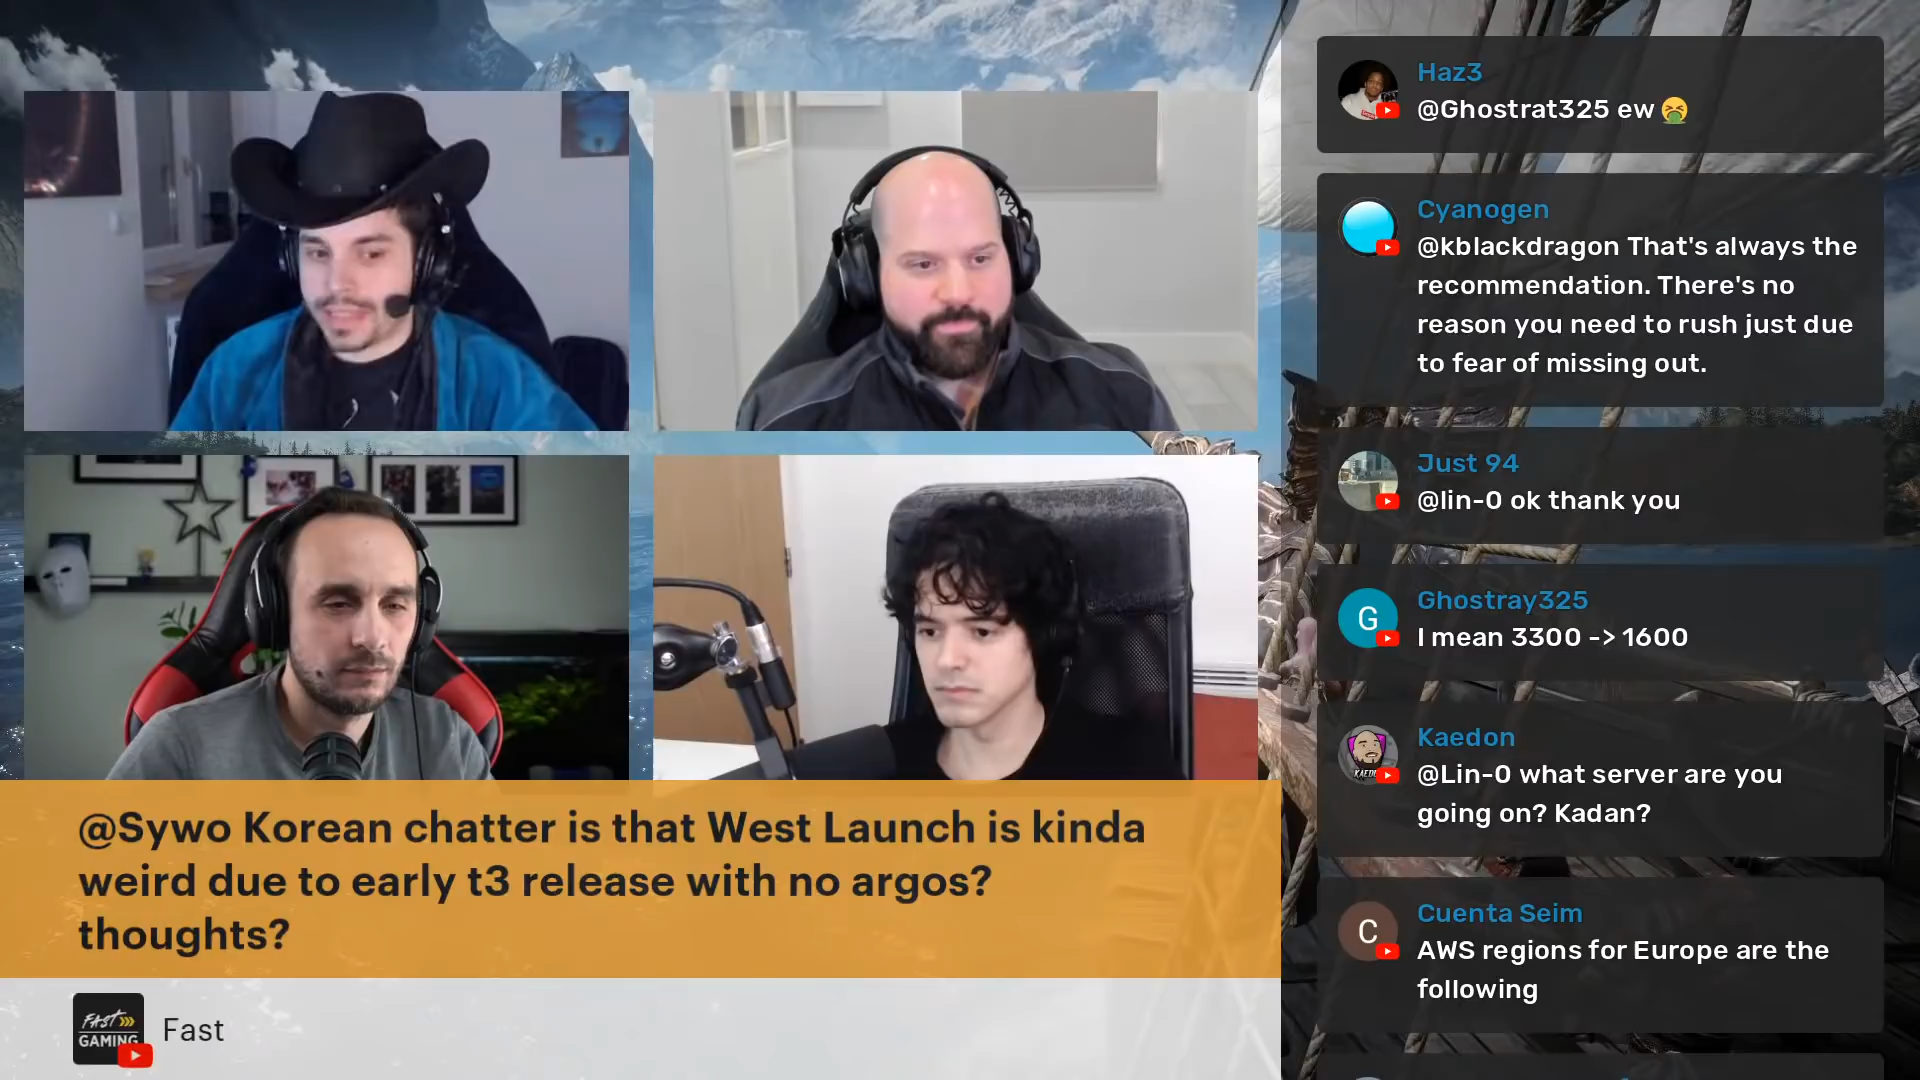 Haz3
@Ghostrat325 ew
Cyanogen
@kblackdragon That's always the
recommendation. There's no
reason you need to rush just due
to fear of missing out.
Just 94
@lin-0 ok thank you
Ghostray325
G
I mean 3300 -> 1600
Kaedon
@Lin-0 what server are you
going on? Kadan?
Cuenta Seim
C
AWS regions for Europe are the
following
@Sywo Korean chatter is that West Launch is kinda
weird due to early t3 release with no argos?
thoughts?
FAST
GAMING
Fast